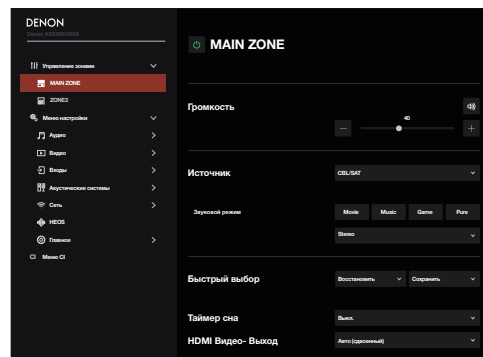 DENON
MAIN ZONE
Управление зонами
MAIN ZONE
ZONE2
Меню настройки
Аудио
Видео
Входы
Акустические системы
Сеть
HEOS
Главное
CI Меню CI
Громкость
40
Источник
CBL/SAT
Звуковой режим
Movie Music Game Pure
Stereo
Быстрый выбор
Восстановить Сохранить
Таймер сна
Выкл.
HDMI Видео- Выход
Авто (сдвоенный)